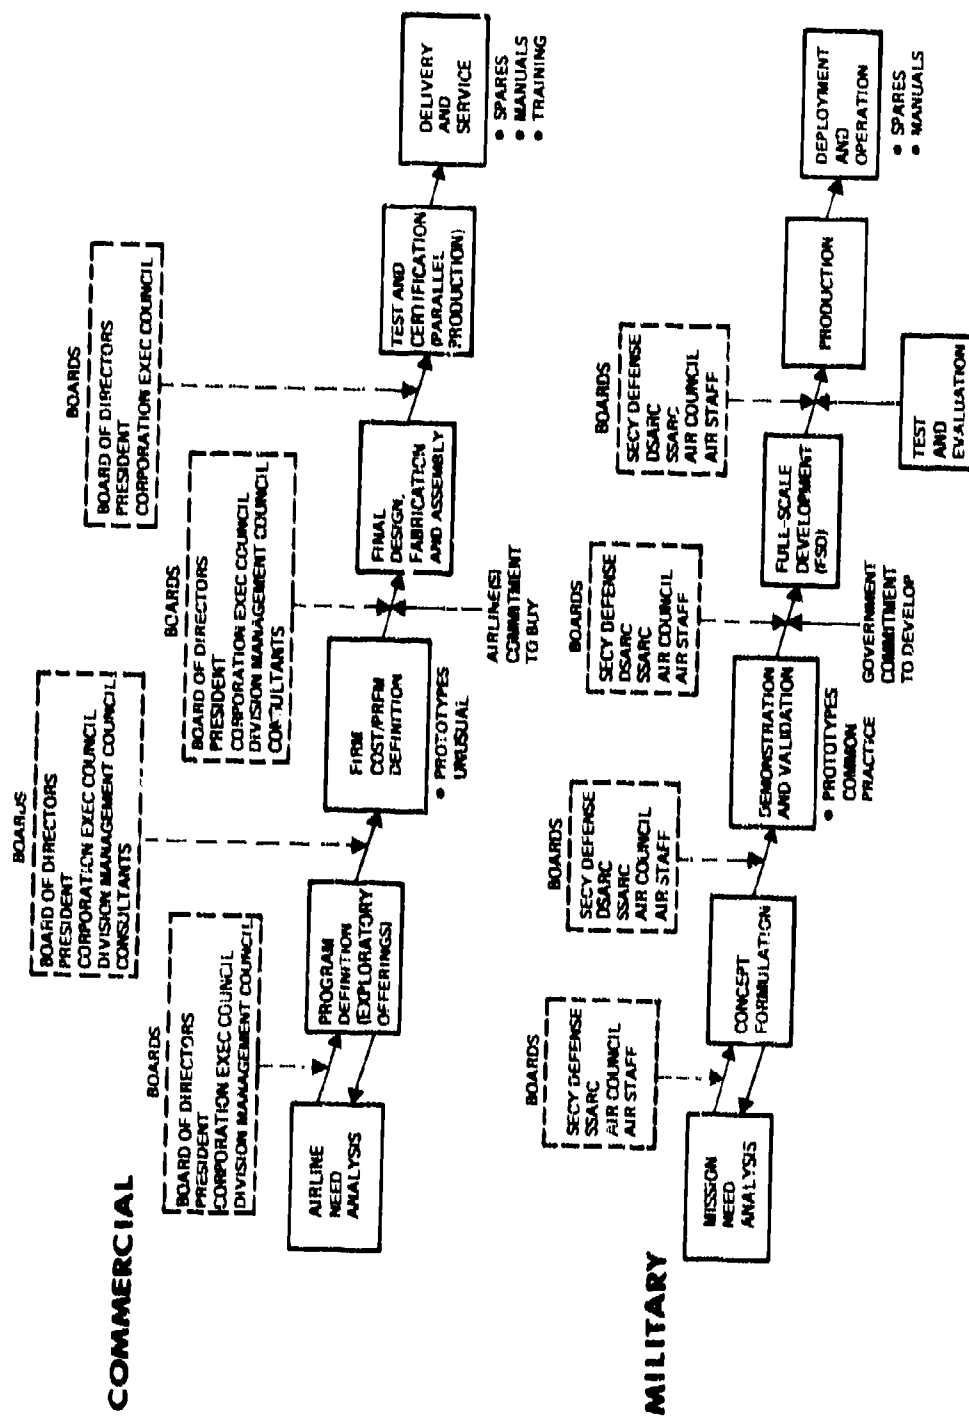 COMMERCIAL
BOARDS
BOARD OF DIRECTORS
PRESIDENT
CORPORATION EXEC COUNCIL
DIVISION MANAGEMENT COUNCIL
AIRLINE
NEED
ANALYSIS
BOARDS
BOARD OF DIRECTORS
PRESIDENT
CORPORATION EXEC COUNCIL
DIVISION MANAGEMENT COUNCIL
CONSULTANTS
PROGRAM
DEFINITION
(EXPLORATORY
OFFERINGS)
BOARDS
BOARD OF DIRECTORS
PRESIDENT
CORPORATION EXEC COUNCIL
DIVISION MANAGEMENT COUNCIL
CONSULTANTS
FIRM
COST/PRFM
DEFINITION
• PROTOTYPES
UNUSUAL
AIRLINE(S)
COMMITMENT
TO BUY
BOARDS
BOARD OF DIRECTORS
PRESIDENT
CORPORATION EXEC COUNCIL
FINAL
DESIGN,
FABRICATION
AND ASSEMBLY
TEST AND
CERTIFICATION
(PARALLEL
PRODUCTION)
DELIVERY
AND
SERVICE
• SPARES
• MANUALS
• TRAINING
MILITARY
BOARDS
SECY DEFENSE
SSARC
AIR COUNCIL
AIR STAFF
MISSION
NEED
ANALYSIS
BOARDS
SECY DEFENSE
DSARC
SSARC
AIR COUNCIL
AIR STAFF
CONCEPT
FORMULATION
BOARDS
SECY DEFENSE
DSARC
SSARC
AIR COUNCIL
AIR STAFF
DEMONSTRATION
AND VALIDATION
• PROTOTYPES
COMMON
PRACTICE
GOVERNMENT
COMMITMENT
TO DEVELOP
BOARDS
SECY DEFENSE
DSARC
SSARC
AIR COUNCIL
AIR STAFF
FULL-SCALE
DEVELOPMENT
(FSD)
TEST
AND
EVALUATION
PRODUCTION
DEPLOYMENT
AND
OPERATION
• SPARES
• MANUALS